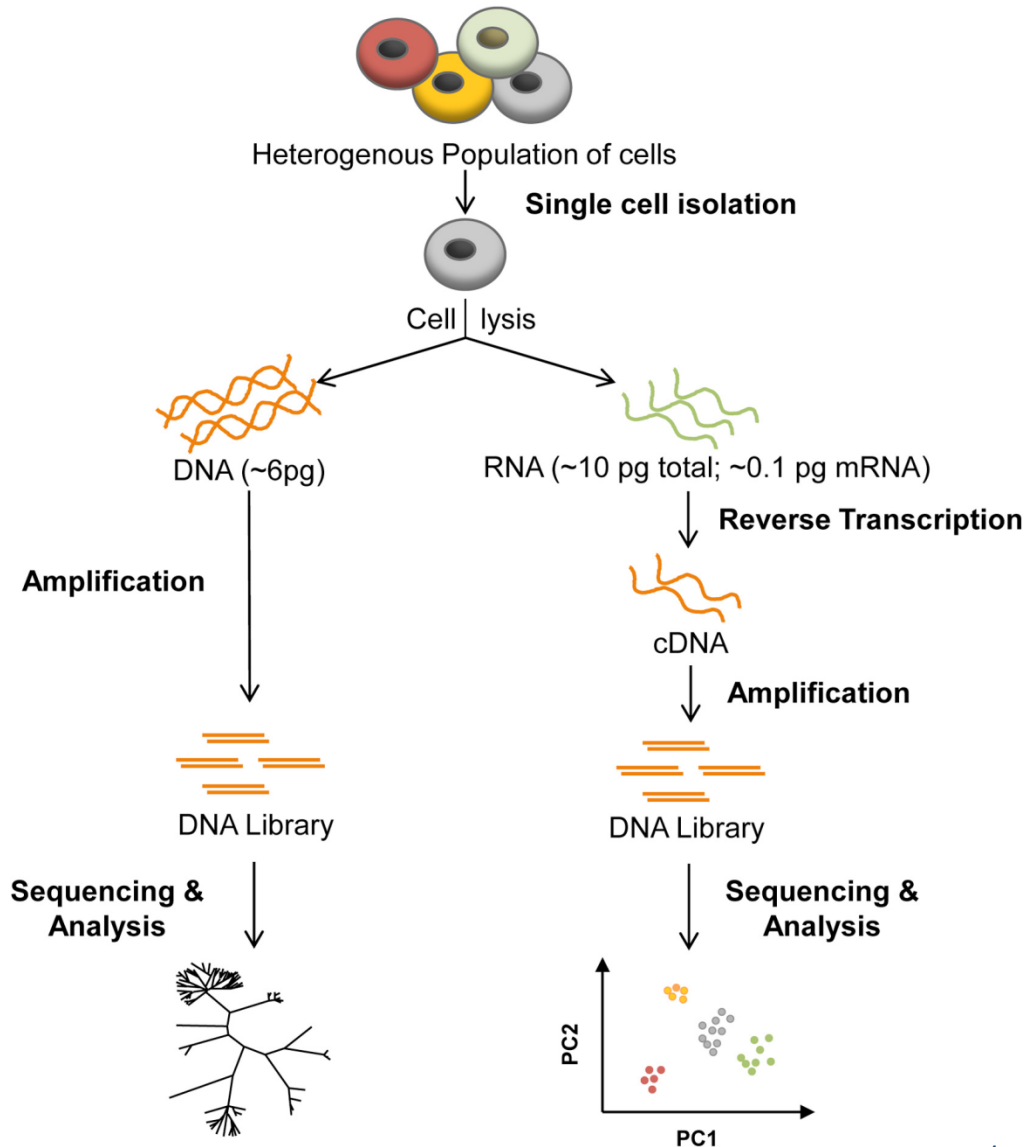 Heterogenous Population of cells
Single cell isolation
Cell lysis
DNA (~6pg)
RNA (~10 pg total; ~0.1 pg mRNA)
Reverse Transcription
Amplification
cDNA
Amplification
DNA Library
DNA Library
Sequencing &
Analysis
Sequencing &
Analysis
PC2
PC1